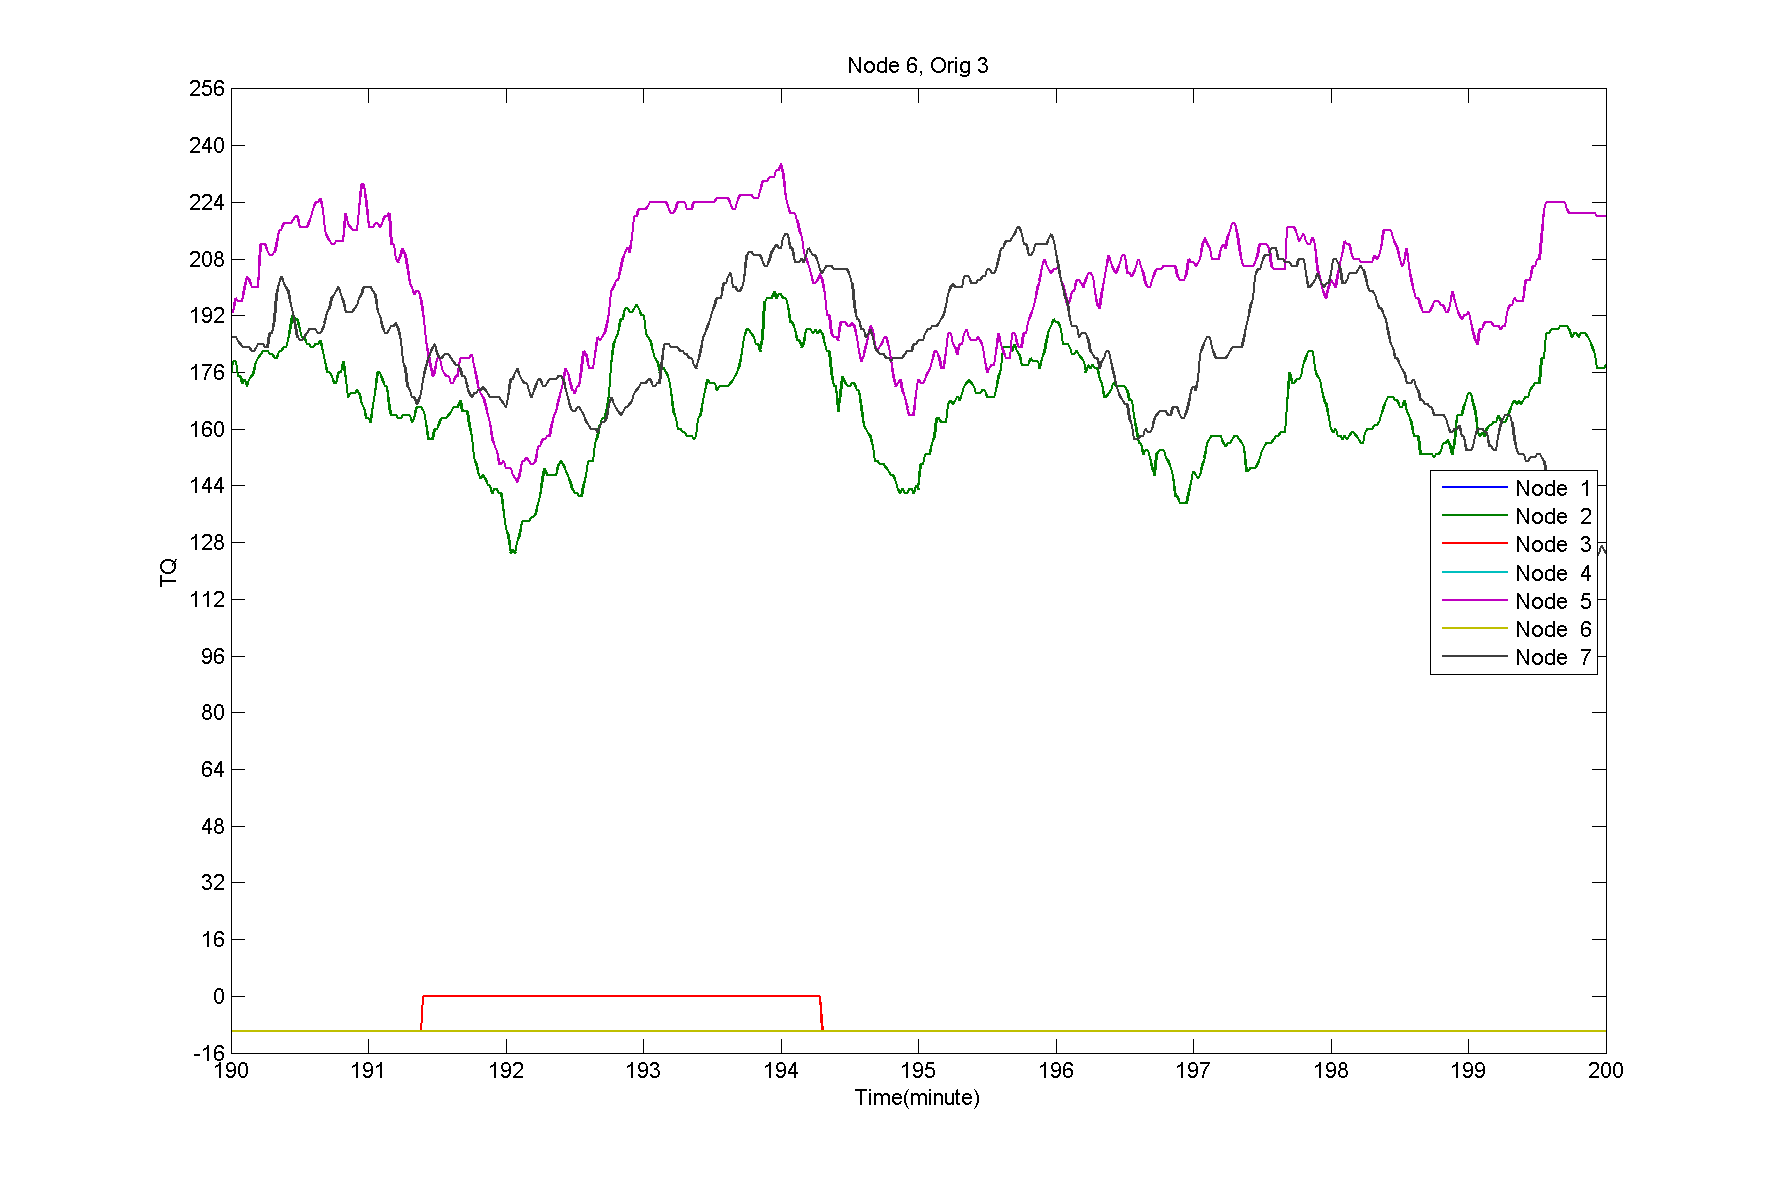 Node 6, Orig 3
256
240
224
208
192
176
160
144
128
112
96
80
64
48
32
16
0
-16
TQ
Node 1
Node 2
Node 3
Node 4
Node 5
Node 6
Node 7
190 191 192 193 194 195 196 197 198 199 200
Time(minute)